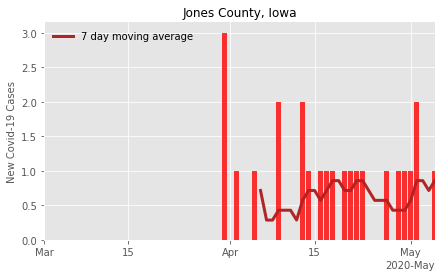 Jones County, Iowa
7 day moving average
New Covid-19 Cases
3.0
2.5
2.0
1.5
1.0
0.5
0.0
Mar 15 Apr 15 May
2020-May